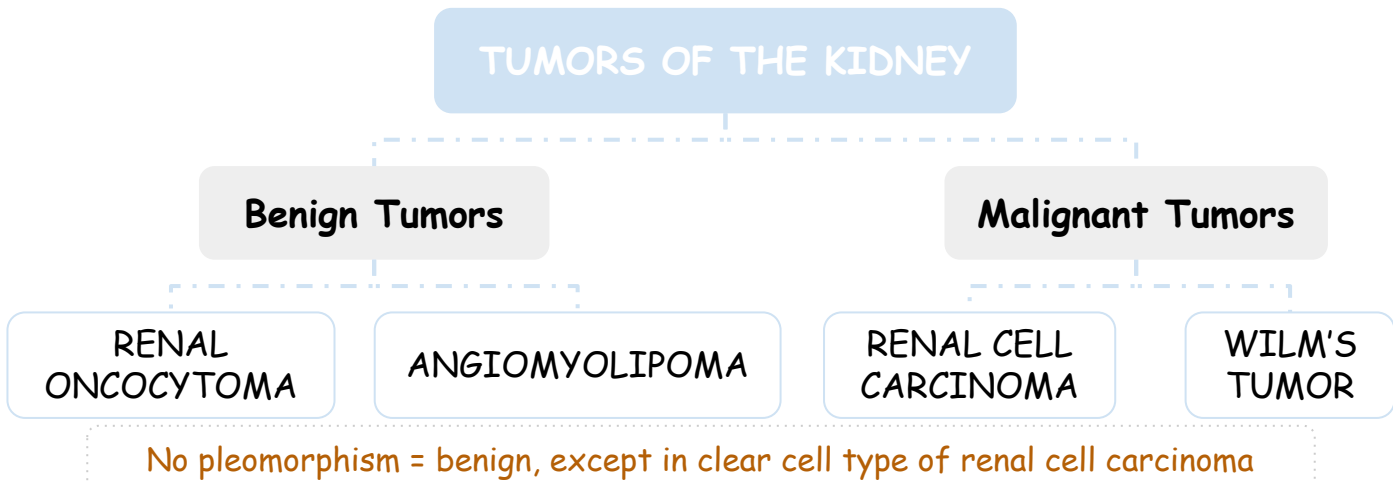 TUMORS OF THE KIDNEY
Benign Tumors
Malignant Tumors
RENAL
ONCOCYTOMA
ANGIOMYOLIPOMA
RENAL CELL
CARCINOMA
WILM'S
TUMOR
No pleomorphism = benign, except in clear cell type of renal cell carcinoma